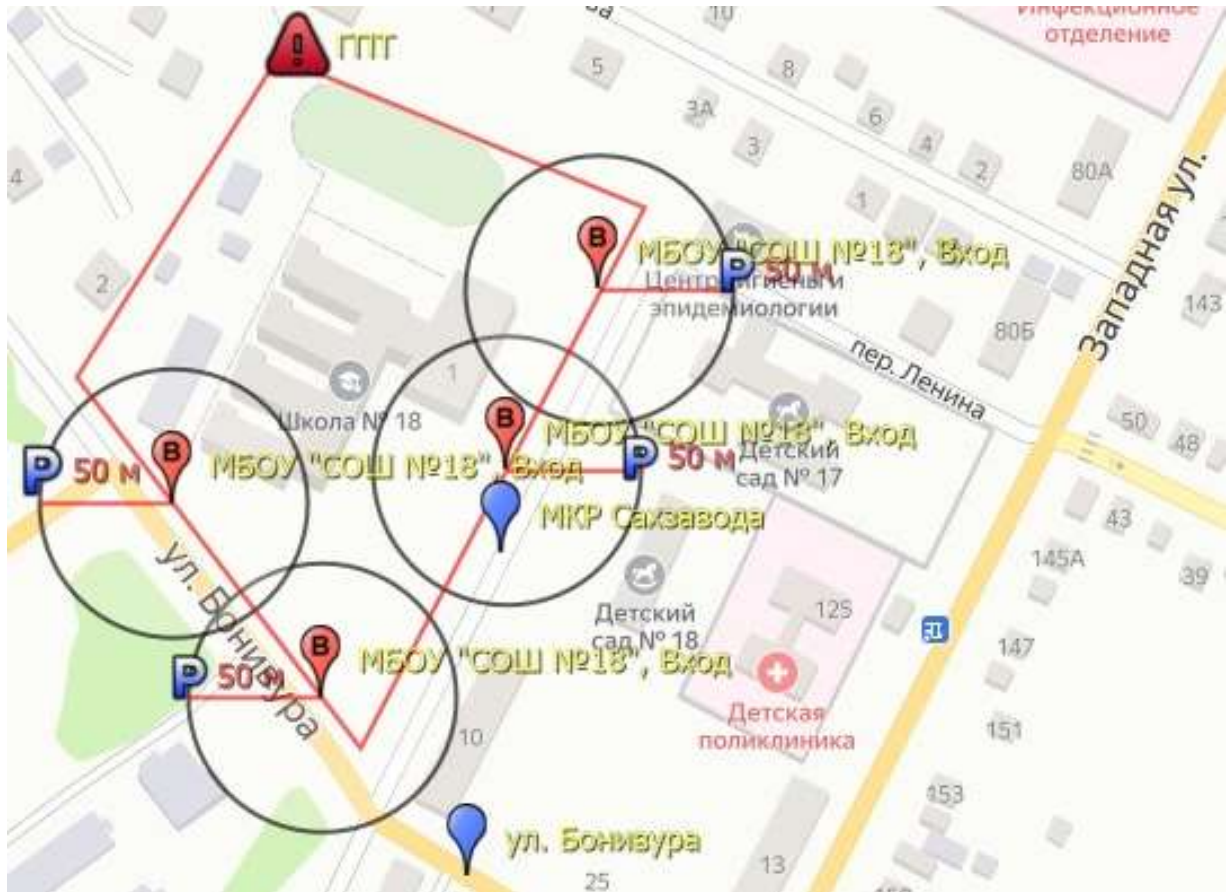 Инфекционное
отделение
10
ГПТ
5
8
3А
6
3
4
2
80А
4
1
Западная ул.
МБОУ "СОШ №18", Вход
P 50 м
Центр гигиены и
эпидемиологии
2
143
80Б
пер. Ленина
1
Школа № 18
МБОУ "СОШ №18", Вход
P 50 м
Детский
сад № 17
50
48
МБОУ "СОШ №18", Вход
P 50 м
МКР Сахзавода
43
145А
39
ул. Бонивура
Детский
сад № 18
125
147
МБОУ "СОШ №18", Вход
P 50 м
Детская
поликлиника
151
10
153
ул. Бонивура
13
25